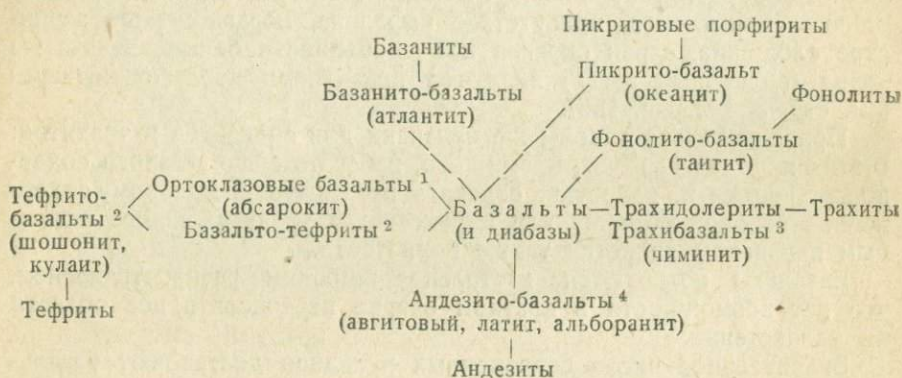 Пикритовые порфириты
Базаниты
Пикрито-базальт
Базанито-базальты (океанит) Фонолиты
(атлантит)
Фонолито-базальты
(таитит)
Ортоклазовые базальты ¹
Тефрито-
базальты ² (абсарокит) Базальты—Трахидолериты—Трахиты
(шошонит, Базальто-тефриты ² (и диабазы) Трахибазальты ³
кулаит) (чиминит)
Тефриты Андезито-базальты ⁴
(авгитовый, латит, альборанит)
Андезиты